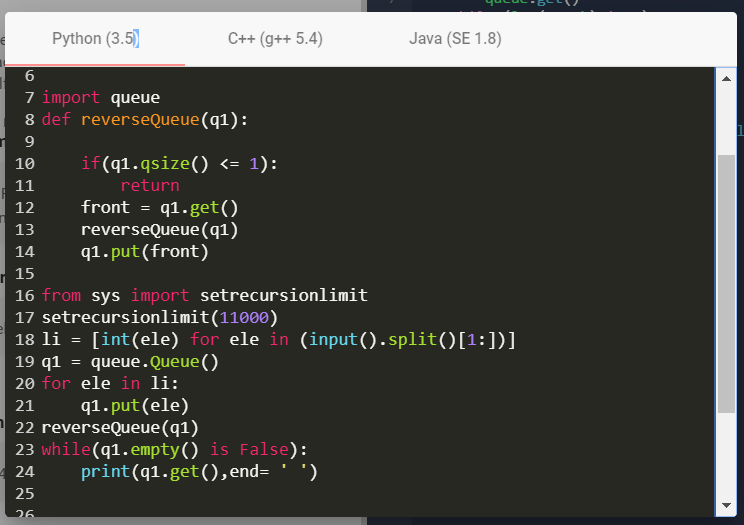 queue.get()
Python (3.5) C++ (g++ 5.4) Java (SE 1.8)
6
7 import queue
8 def reverseQueue(q1):
9
10     if(q1.qsize() <= 1):
11         return
12     front = q1.get()
13     reverseQueue(q1)
14     q1.put(front)
15
16 from sys import setrecursionlimit
17 setrecursionlimit(11000)
18 li = [int(ele) for ele in (input().split()[1:])]
19 q1 = queue.Queue()
20 for ele in li:
21     q1.put(ele)
22 reverseQueue(q1)
23 while(q1.empty() is False):
24     print(q1.get(),end= ' ')
25
26